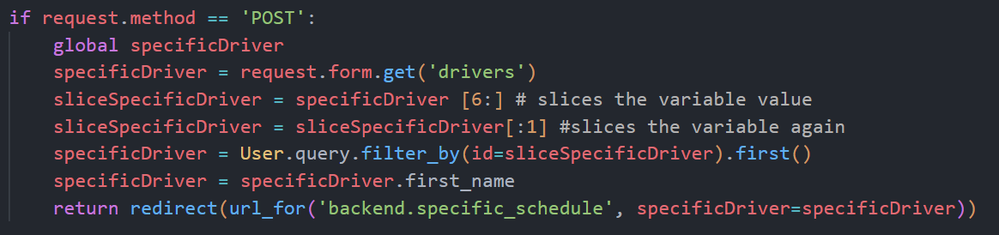 if request.method == 'POST':
    global specificDriver
    specificDriver = request.form.get('drivers')
    sliceSpecificDriver = specificDriver [6:] # slices the variable value
    sliceSpecificDriver = sliceSpecificDriver[:1] #slices the variable again
    specificDriver = User.query.filter_by(id=sliceSpecificDriver).first()
    specificDriver = specificDriver.first_name
    return redirect(url_for('backend.specific_schedule', specificDriver=specificDriver))